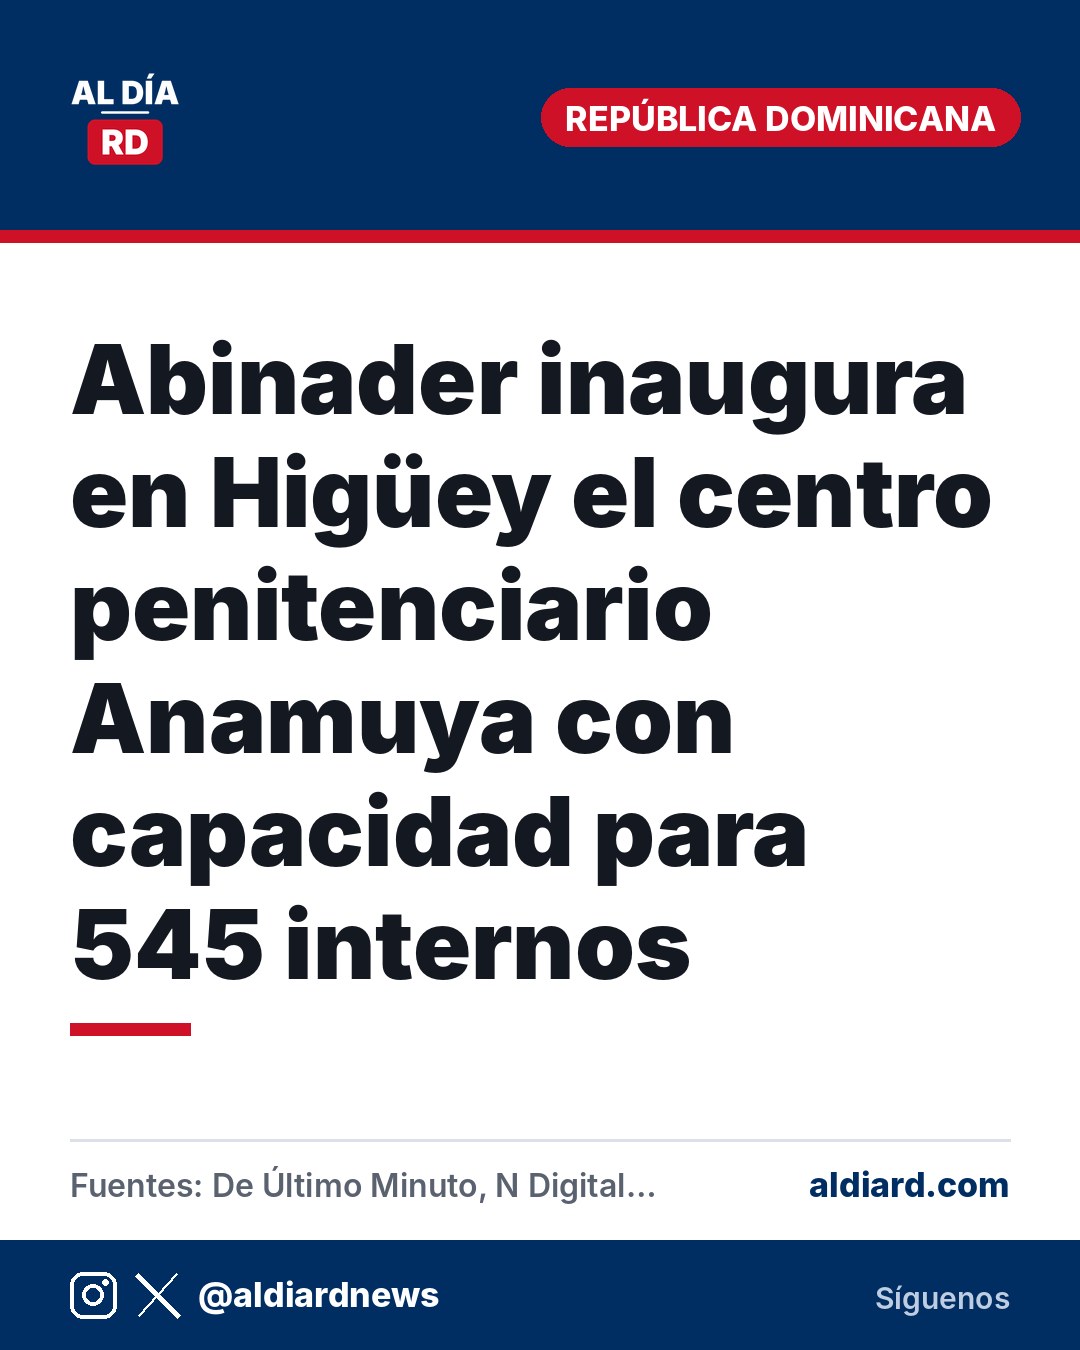 AL DÍA
RD
REPÚBLICA DOMINICANA
Abinader inaugura
en Higüey el centro
penitenciario
Anamuya con
capacidad para
545 internos
Fuentes: De Último Minuto, N Digital...
aldiard.com
@aldiardnews
Síguenos